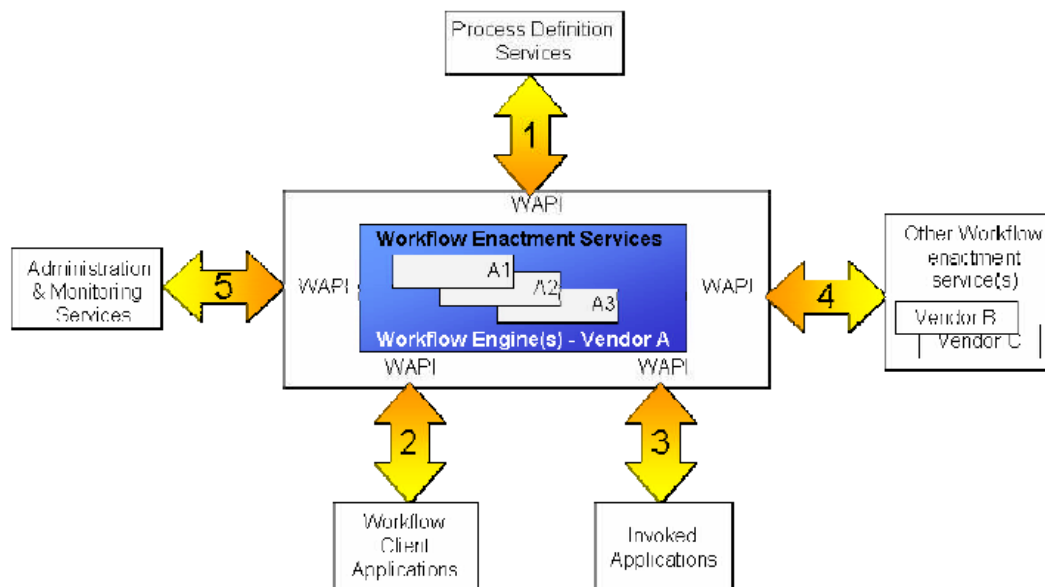 Process Definition
Services
1
WAPI
Workflow Enactment Services
A1
A2
A3
Workflow Engine(s) - Vendor A
Administration
& Monitoring
Services
5
WAPI
WAPI
4
Other Workflow
enactment
service(s)
Vendor B
Vendor C
WAPI
WAPI
2
3
Workflow
Client
Applications
Invoked
Applications